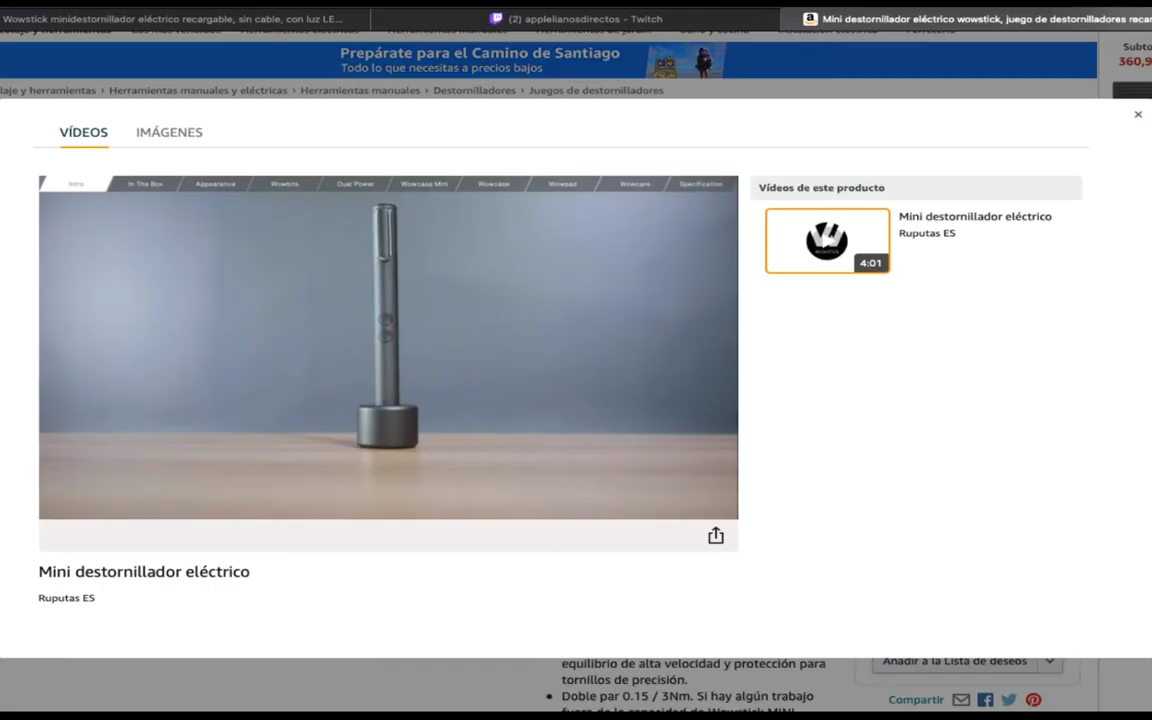 Wowstick minidestornillador eléctrico recargable, sin cable, con luz LE...
(2) applelianosdirectos - Twitch
Mini destornillador eléctrico wowstick, juego de destornilladores recar
Prepárate para el Camino de Santiago
Todo lo que necesitas a precios bajos
Subto
360,9
laje y herramientas › Herramientas manuales y eléctricas › Herramientas manuales › Destornilladores › Juegos de destornilladores
VÍDEOS
IMÁGENES
×
Intro
In The Box
Appearance
Wowbits
Dual Power
Wowcase Mini
Wowcase
Wowpad
Wowcare
Specification
Vídeos de este producto
Mini destornillador eléctrico
Ruputas ES
4:01
Mini destornillador eléctrico
Ruputas ES
equilibrio de alta velocidad y protección para
tornillos de precisión.
• Doble par 0.15 / 3Nm. Si hay algún trabajo
Añadir a la Lista de deseos
Compartir